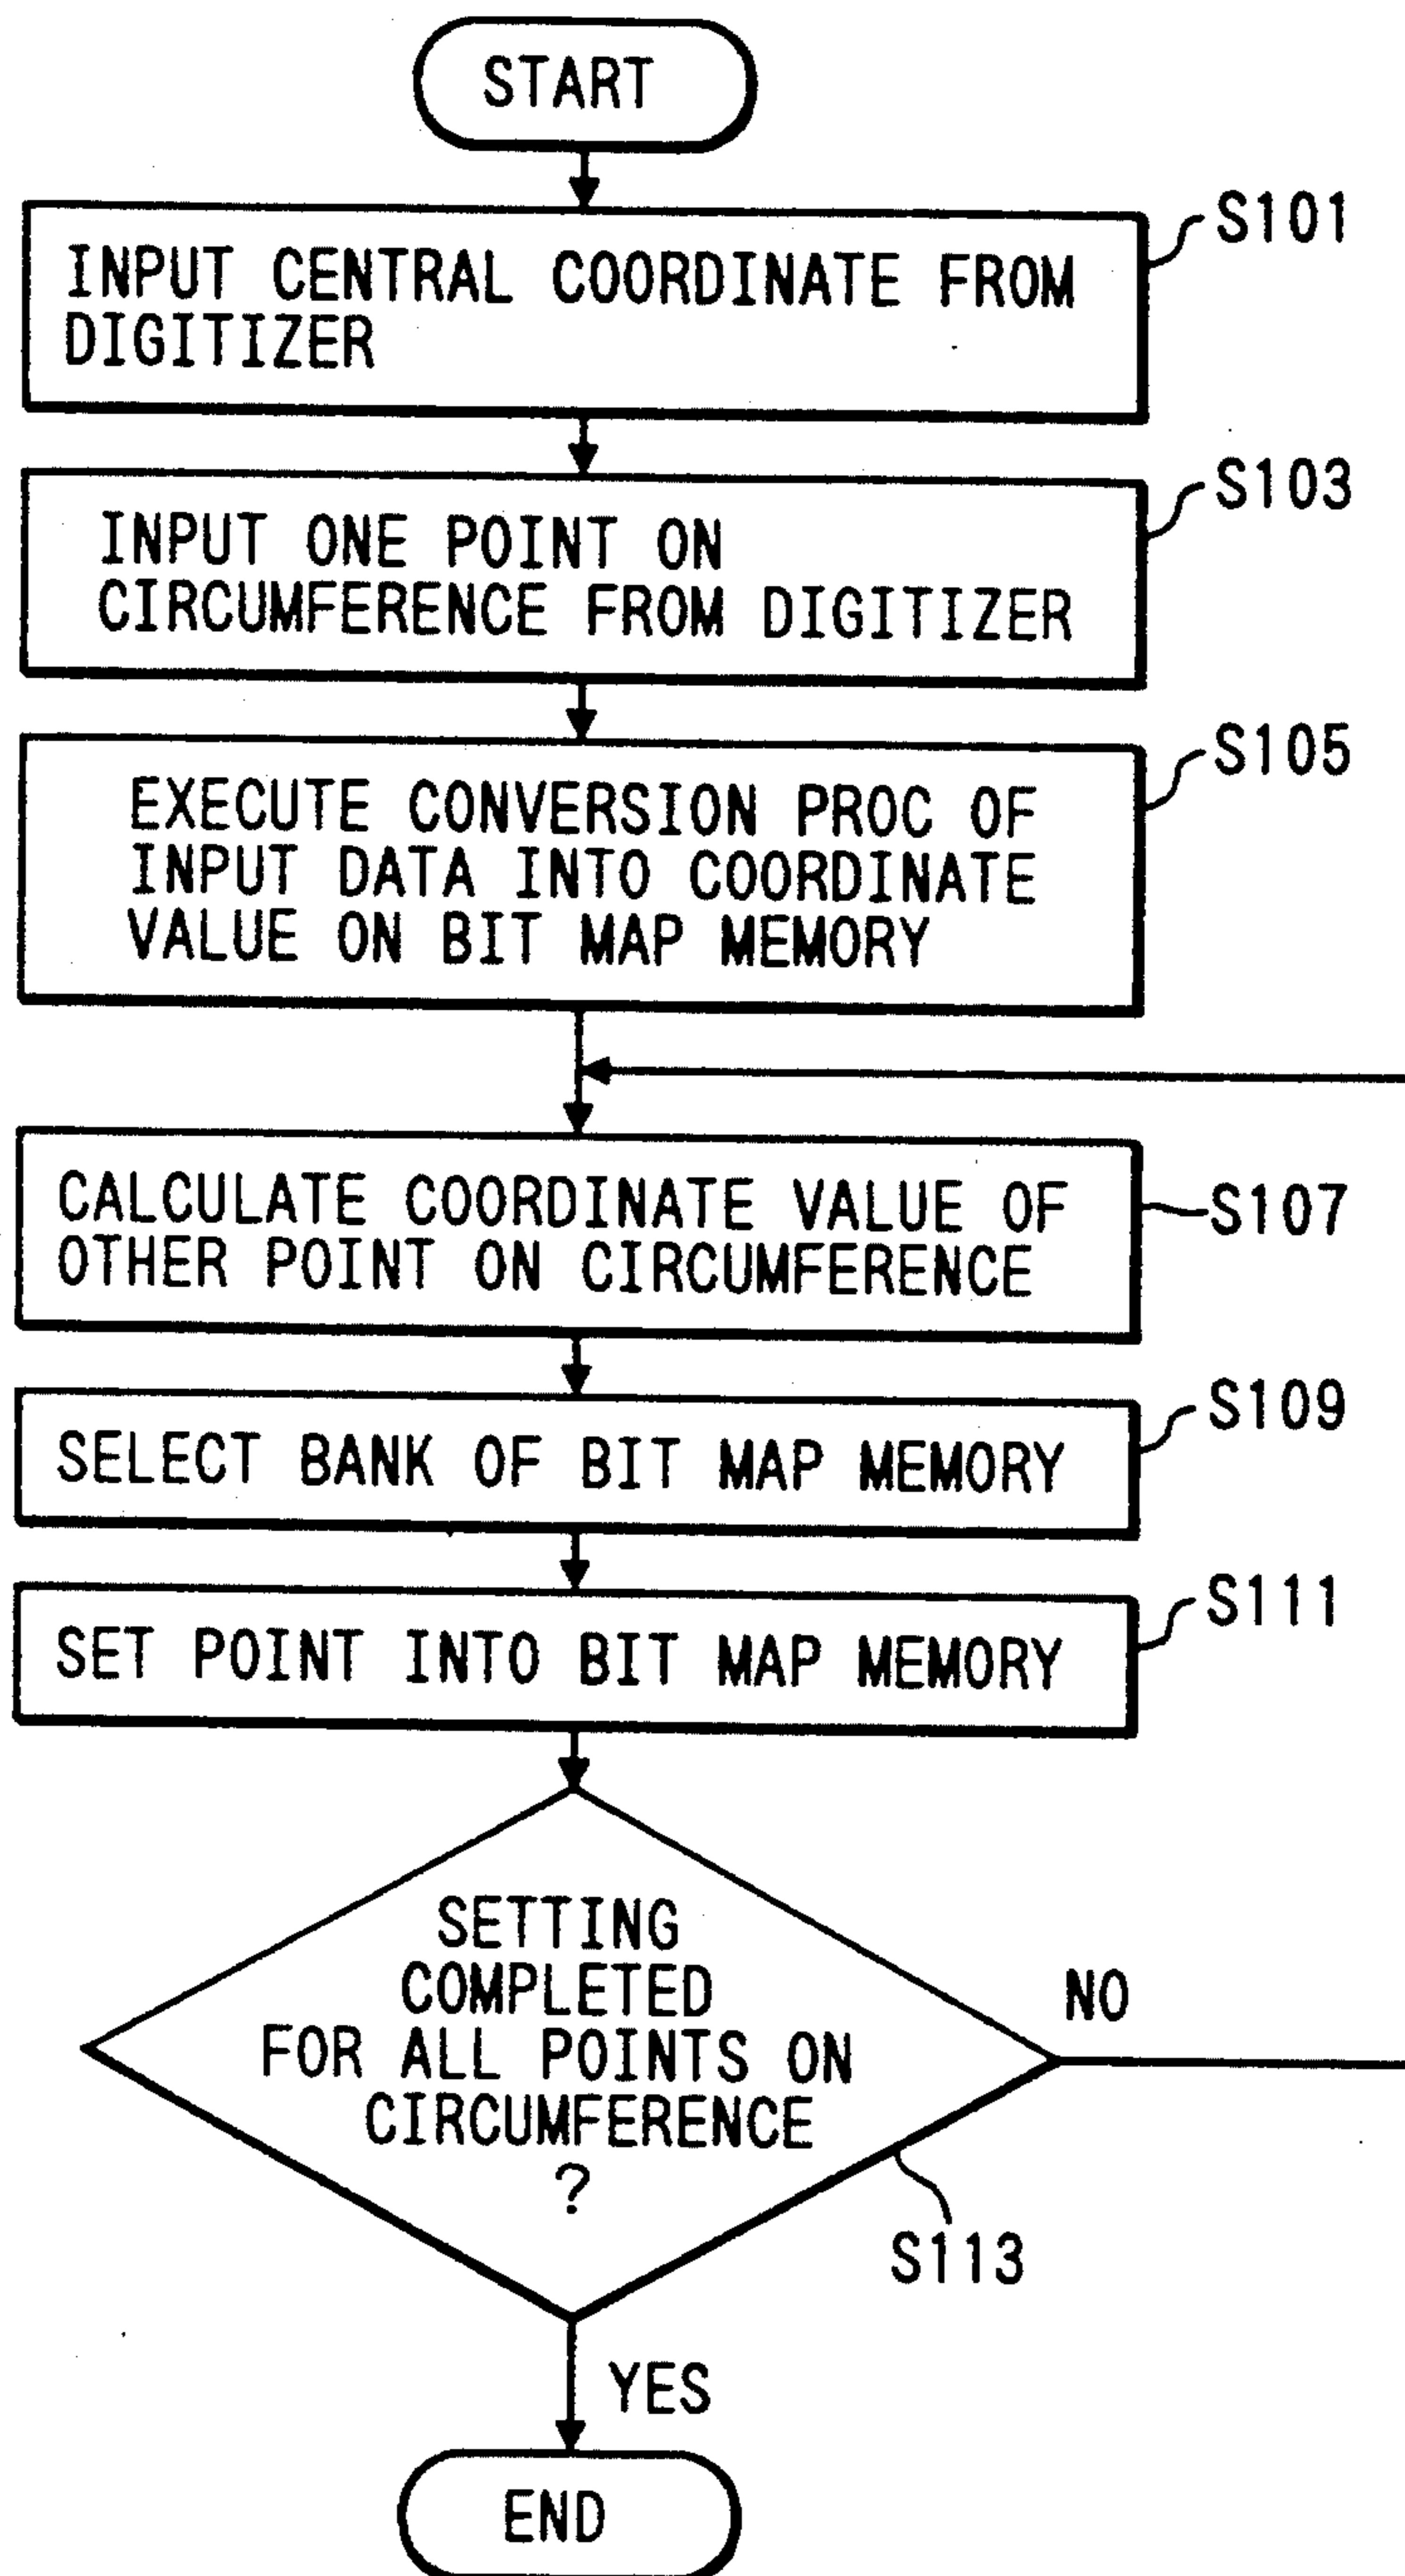 START
S101
INPUT CENTRAL COORDINATE FROM
DIGITIZER
S103
INPUT ONE POINT ON
CIRCUMFERENCE FROM DIGITIZER
S105
EXECUTE CONVERSION PROC OF
INPUT DATA INTO COORDINATE
VALUE ON BIT MAP MEMORY
S107
CALCULATE COORDINATE VALUE OF
OTHER POINT ON CIRCUMFERENCE
S109
SELECT BANK OF BIT MAP MEMORY
S111
SET POINT INTO BIT MAP MEMORY
SETTING
COMPLETED
FOR ALL POINTS ON
CIRCUMFERENCE
?
NO
S113
YES
END